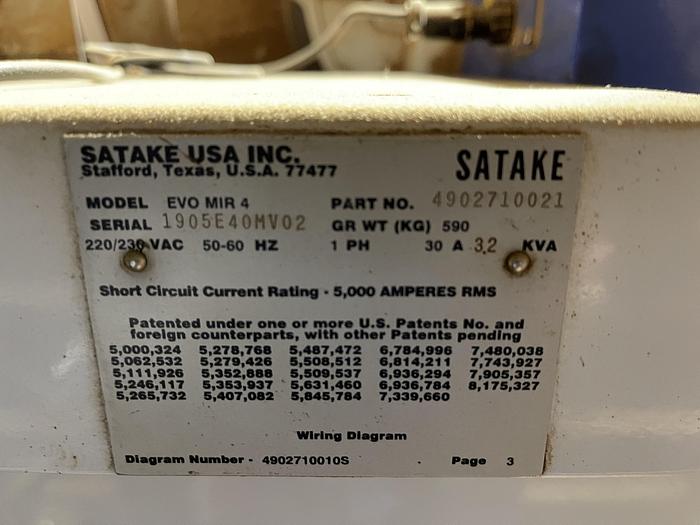 SATAKE USA INC.
Stafford, Texas, U.S.A. 77477
SATAKE
MODEL EVO MIR 4 PART NO. 4902710021
SERIAL 1905E40MV02 GR WT (KG) 590
220/230 VAC 50-60 HZ 1 PH 30 A 3.2 KVA
Short Circuit Current Rating - 5,000 AMPERES RMS
Patented under one or more U.S. Patents No. and
foreign counterparts, with other Patents pending
5,000,324 5,278,768 5,487,472 6,784,996 7,480,038
5,062,532 5,279,426 5,508,512 6,814,211 7,743,927
5,111,926 5,352,888 5,509,537 6,936,294 7,905,357
5,246,117 5,353,937 5,631,460 6,936,784 8,175,327
5,265,732 5,407,082 5,845,784 7,339,660
Wiring Diagram
Diagram Number - 4902710010S Page 3